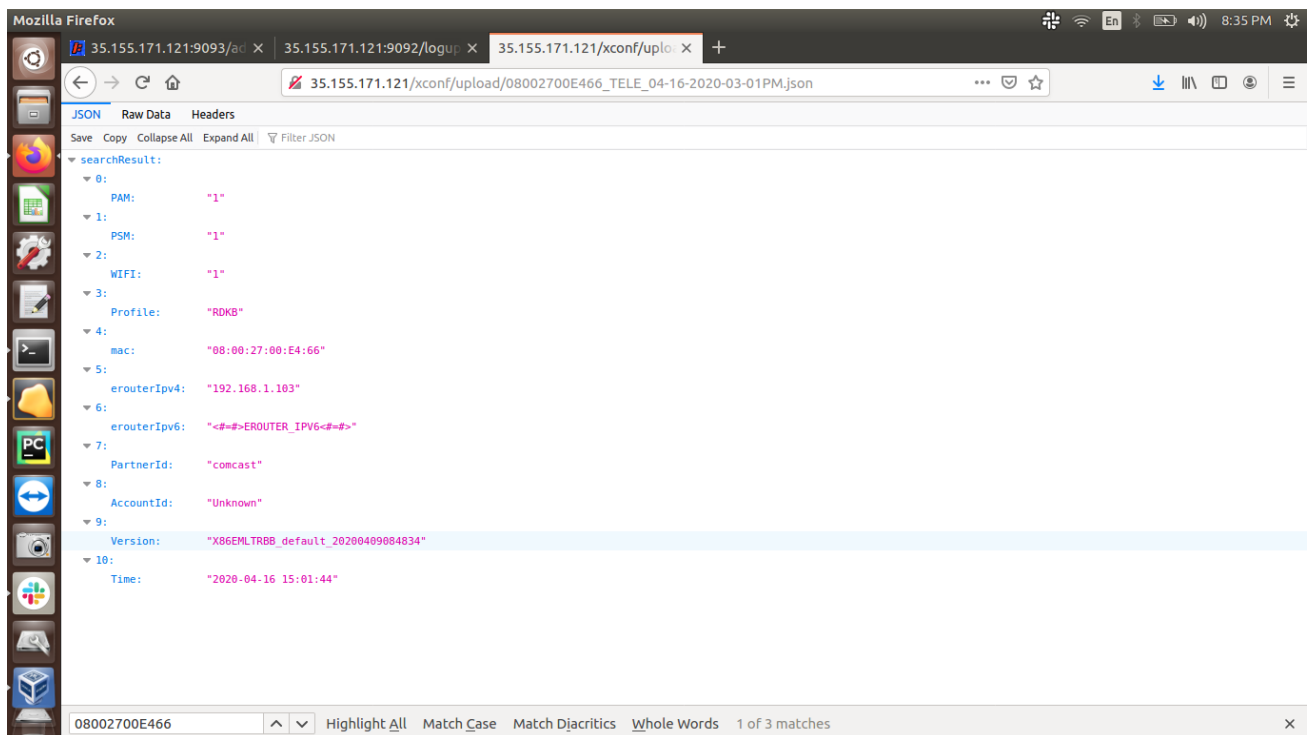 Mozilla Firefox
En 8:35 PM
35.155.171.121:9093/ad
35.155.171.121:9092/logup
35.155.171.121/xconf/uploa
35.155.171.121/xconf/upload/08002700E466_TELE_04-16-2020-03-01PM.json
JSON Raw Data Headers
Save Copy Collapse All Expand All Filter JSON
searchResult:
0:
PAM: "1"
1:
PSM: "1"
2:
WIFI: "1"
3:
Profile: "RDKB"
4:
mac: "08:00:27:00:E4:66"
5:
erouterIpv4: "192.168.1.103"
6:
erouterIpv6: "<#=#>EROUTER_IPV6<#=#>"
7:
PartnerId: "comcast"
8:
AccountId: "Unknown"
9:
Version: "X86EMLTRBB_default_20200409084834"
10:
Time: "2020-04-16 15:01:44"
PC
08002700E466 Highlight All Match Case Match Diacritics Whole Words 1 of 3 matches